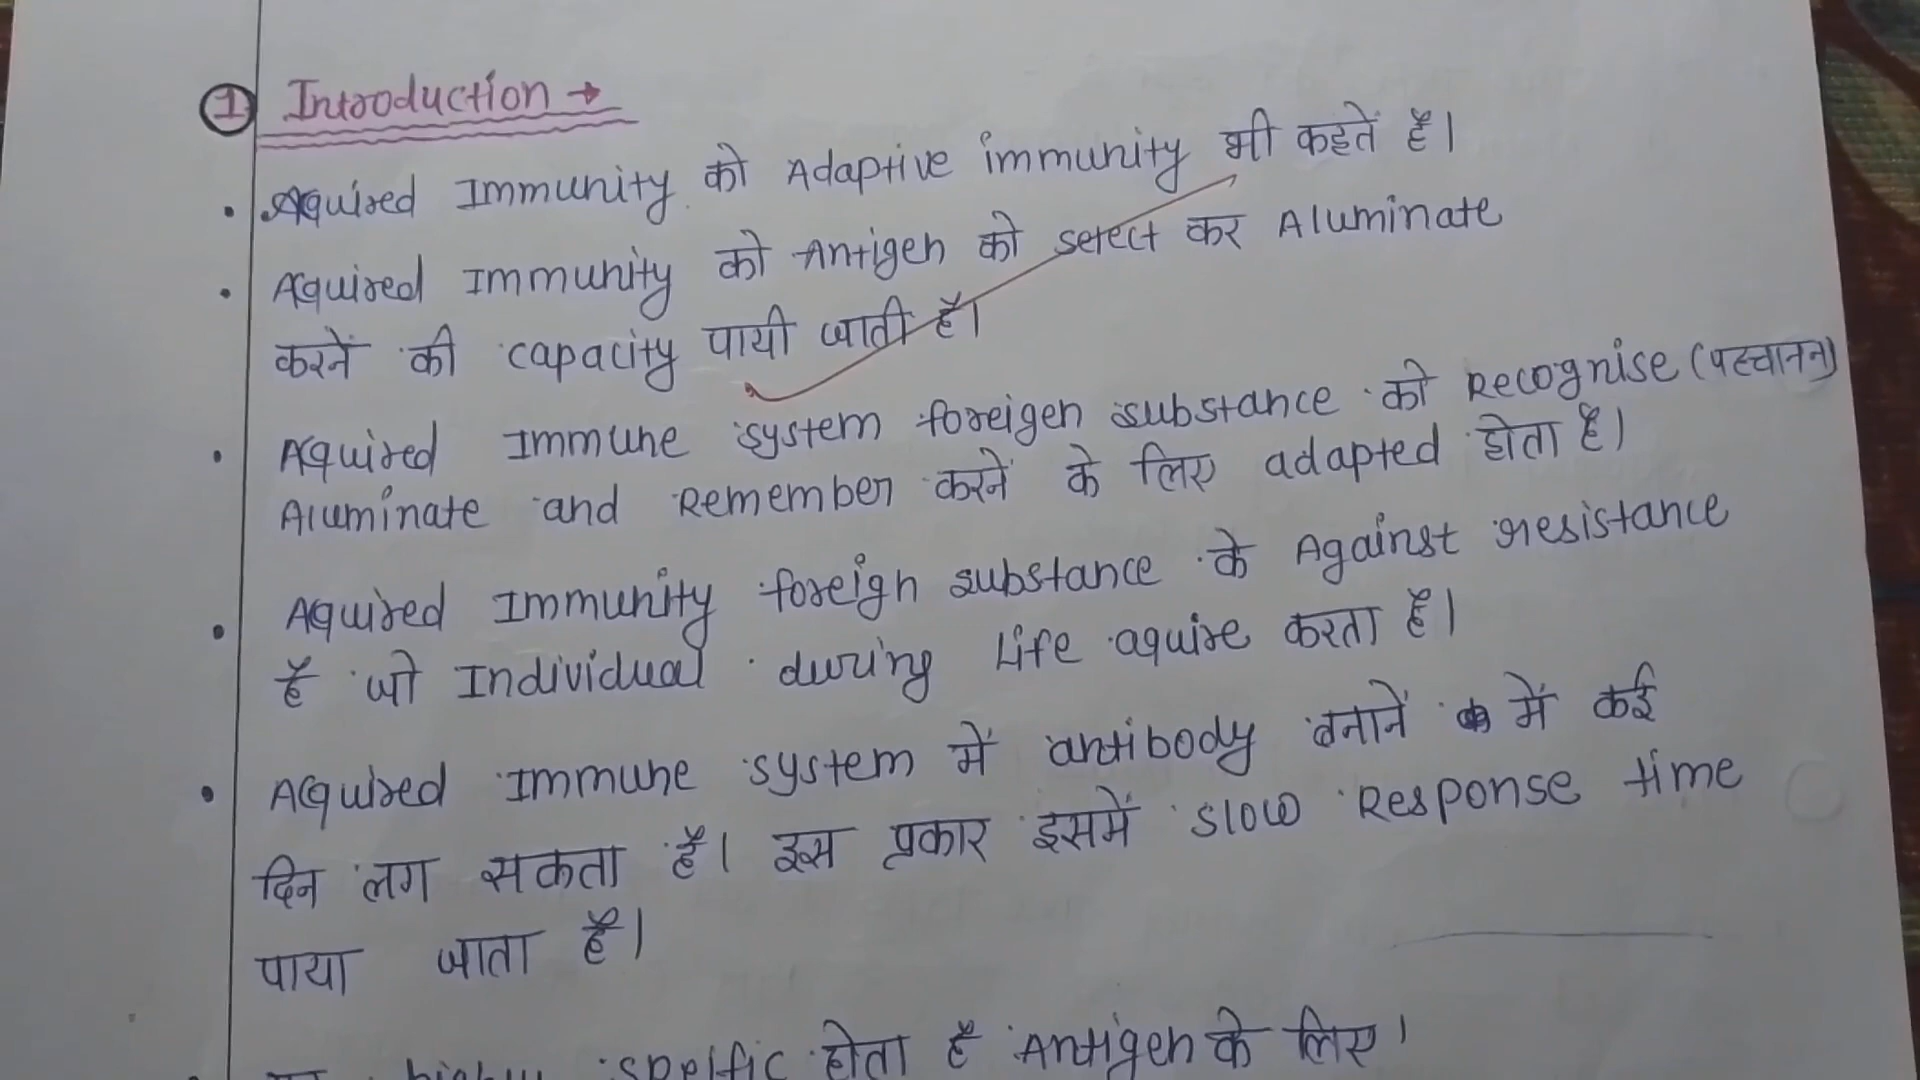 1 Introduction →
• Aquired Immunity को Adaptive immunity भी कहतें हैं।
• Aquired Immunity को Antigen को select कर Aluminate
करनें की capacity पायी जाती है।
• Aquired Immune system foreigen substance को Recognise (पहचानन)
Aluminate and Remember करनें के लिए adapted होता है।
• Aquired Immunity foreign substance के Against resistance
है जो Individual during Life aquire करता है।
• Aquired Immune system में antibody बनानें में कई
दिन लग सकता है। इस प्रकार इसमें slow Response time
पाया जाता है।
highly spelfic होता है Antigen के लिए।